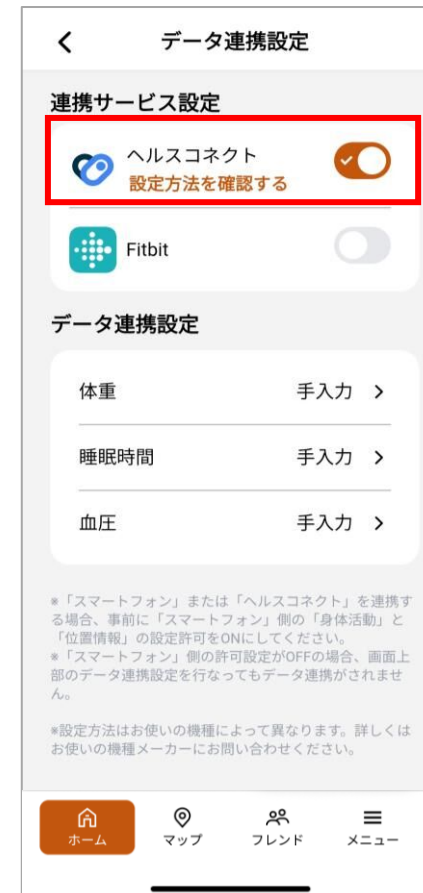 データ連携設定
連携サービス設定
ヘルスコネクト
設定方法を確認する
Fitbit
データ連携設定
体重 手入力
睡眠時間 手入力
血圧 手入力
※「スマートフォン」または「ヘルスコネクト」を連携す
る場合、事前に「スマートフォン」側の「身体活動」と
「位置情報」の設定許可をONにしてください。
※「スマートフォン」側の許可設定がOFFの場合、画面上
部のデータ連携設定を行なってもデータ連携がされませ
ん。
※設定方法はお使いの機種によって異なります。詳しくは
お使いの機種メーカーにお問い合わせください。
ホーム マップ フレンド メニュー